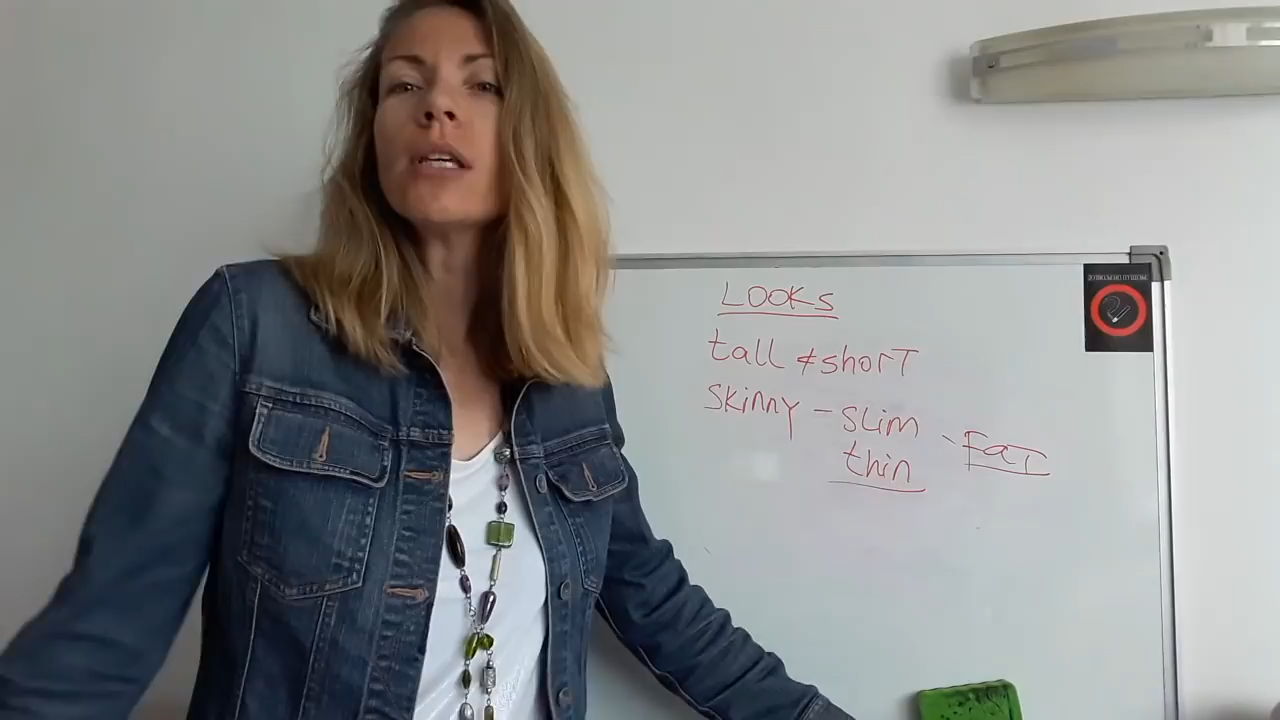 LOOKS
tall ≠ short
skinny - slim - Fat
thin